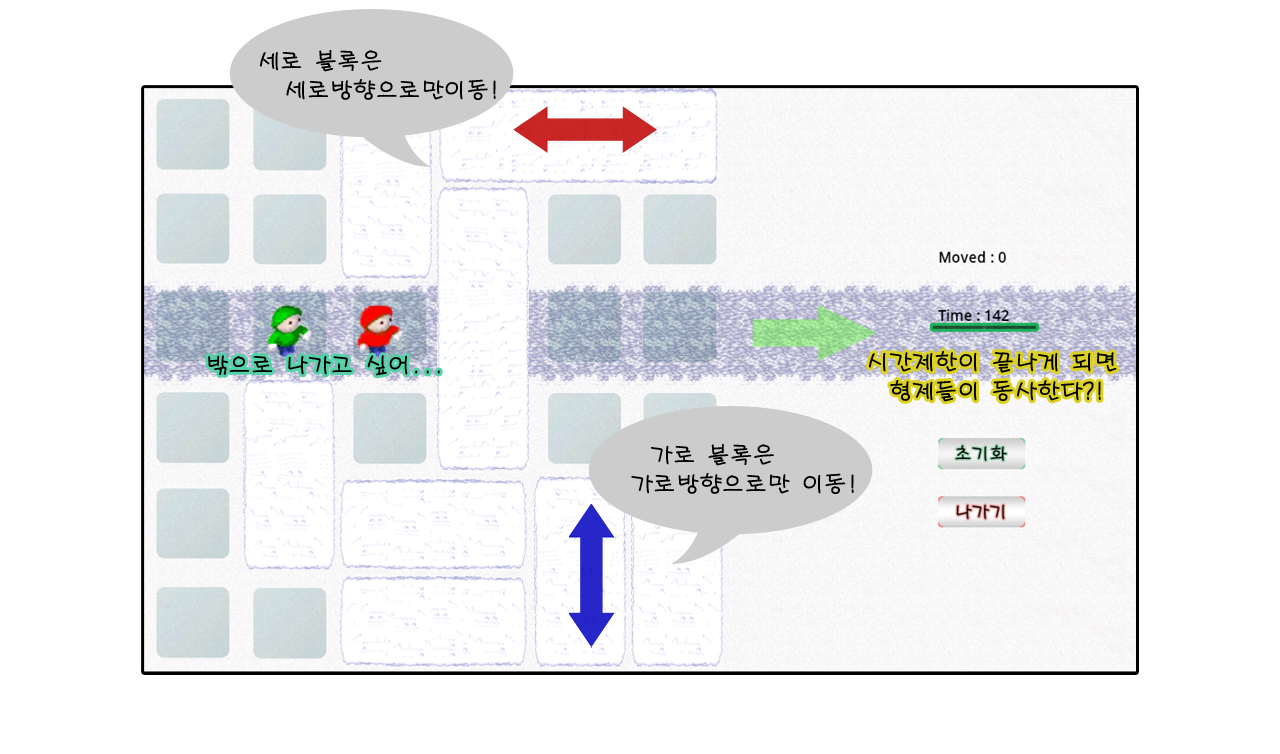 세로 블록은
세로방향으로만이동!
Moved : 0
Time : 142
밖으로 나가고 싶어...
시간제한이 끝나게 되면
형제들이 동사한다?!
가로 블록은
가로방향으로만 이동!
초기화
나가기